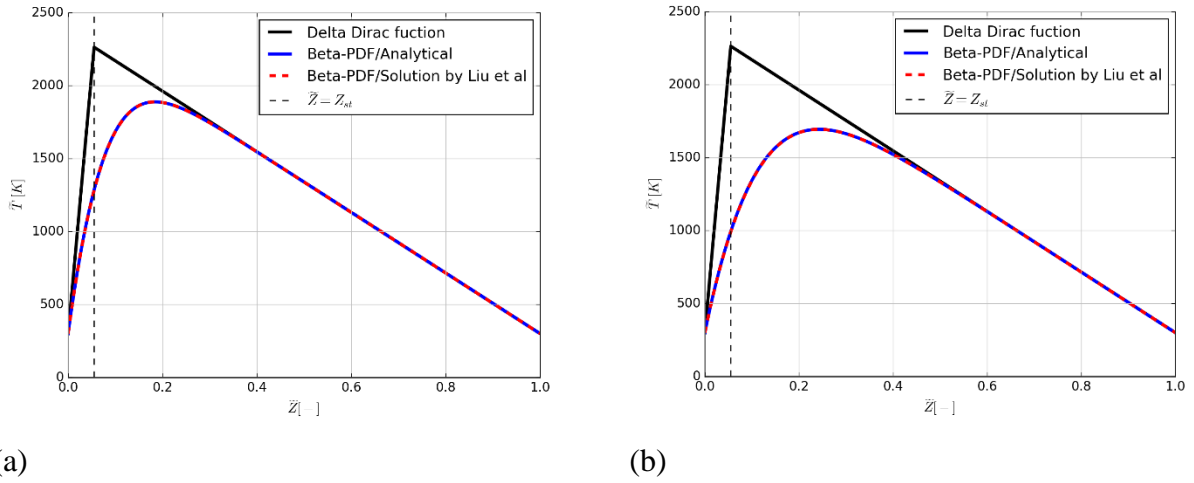 2500
2000
1500
1000
500
0
T̃ [K]
Delta Dirac fuction
Beta-PDF/Analytical
Beta-PDF/Solution by Liu et al
Z̃ = Z_st
0.0 0.2 0.4 0.6 0.8 1.0
Z̃[−]
(a)
2500
2000
1500
1000
500
0
T̃ [K]
Delta Dirac fuction
Beta-PDF/Analytical
Beta-PDF/Solution by Liu et al
Z̃ = Z_st
0.0 0.2 0.4 0.6 0.8 1.0
Z̃[−]
(b)